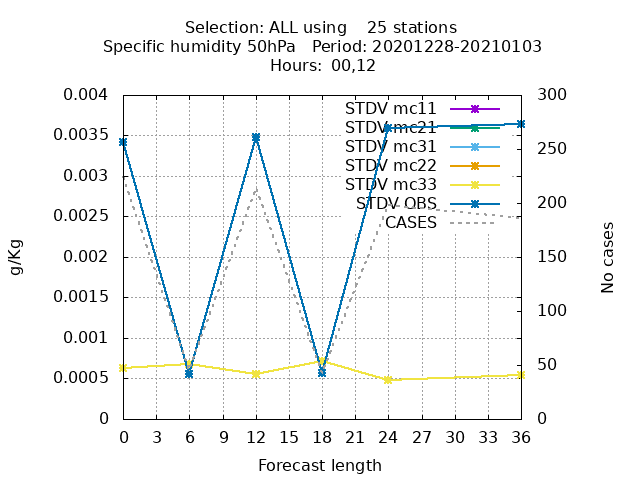 Selection: ALL using    25 stations
Specific humidity 50hPa   Period: 20201228-20210103
Hours: 00,12
0.004
0.0035
0.003
0.0025
0.002
0.0015
0.001
0.0005
0
300
250
200
150
100
50
0
g/Kg
No cases
STDV mc11
STDV mc21
STDV mc31
STDV mc22
STDV mc33
STDV OBS
CASES
0 3 6 9 12 15 18 21 24 27 30 33 36
Forecast length